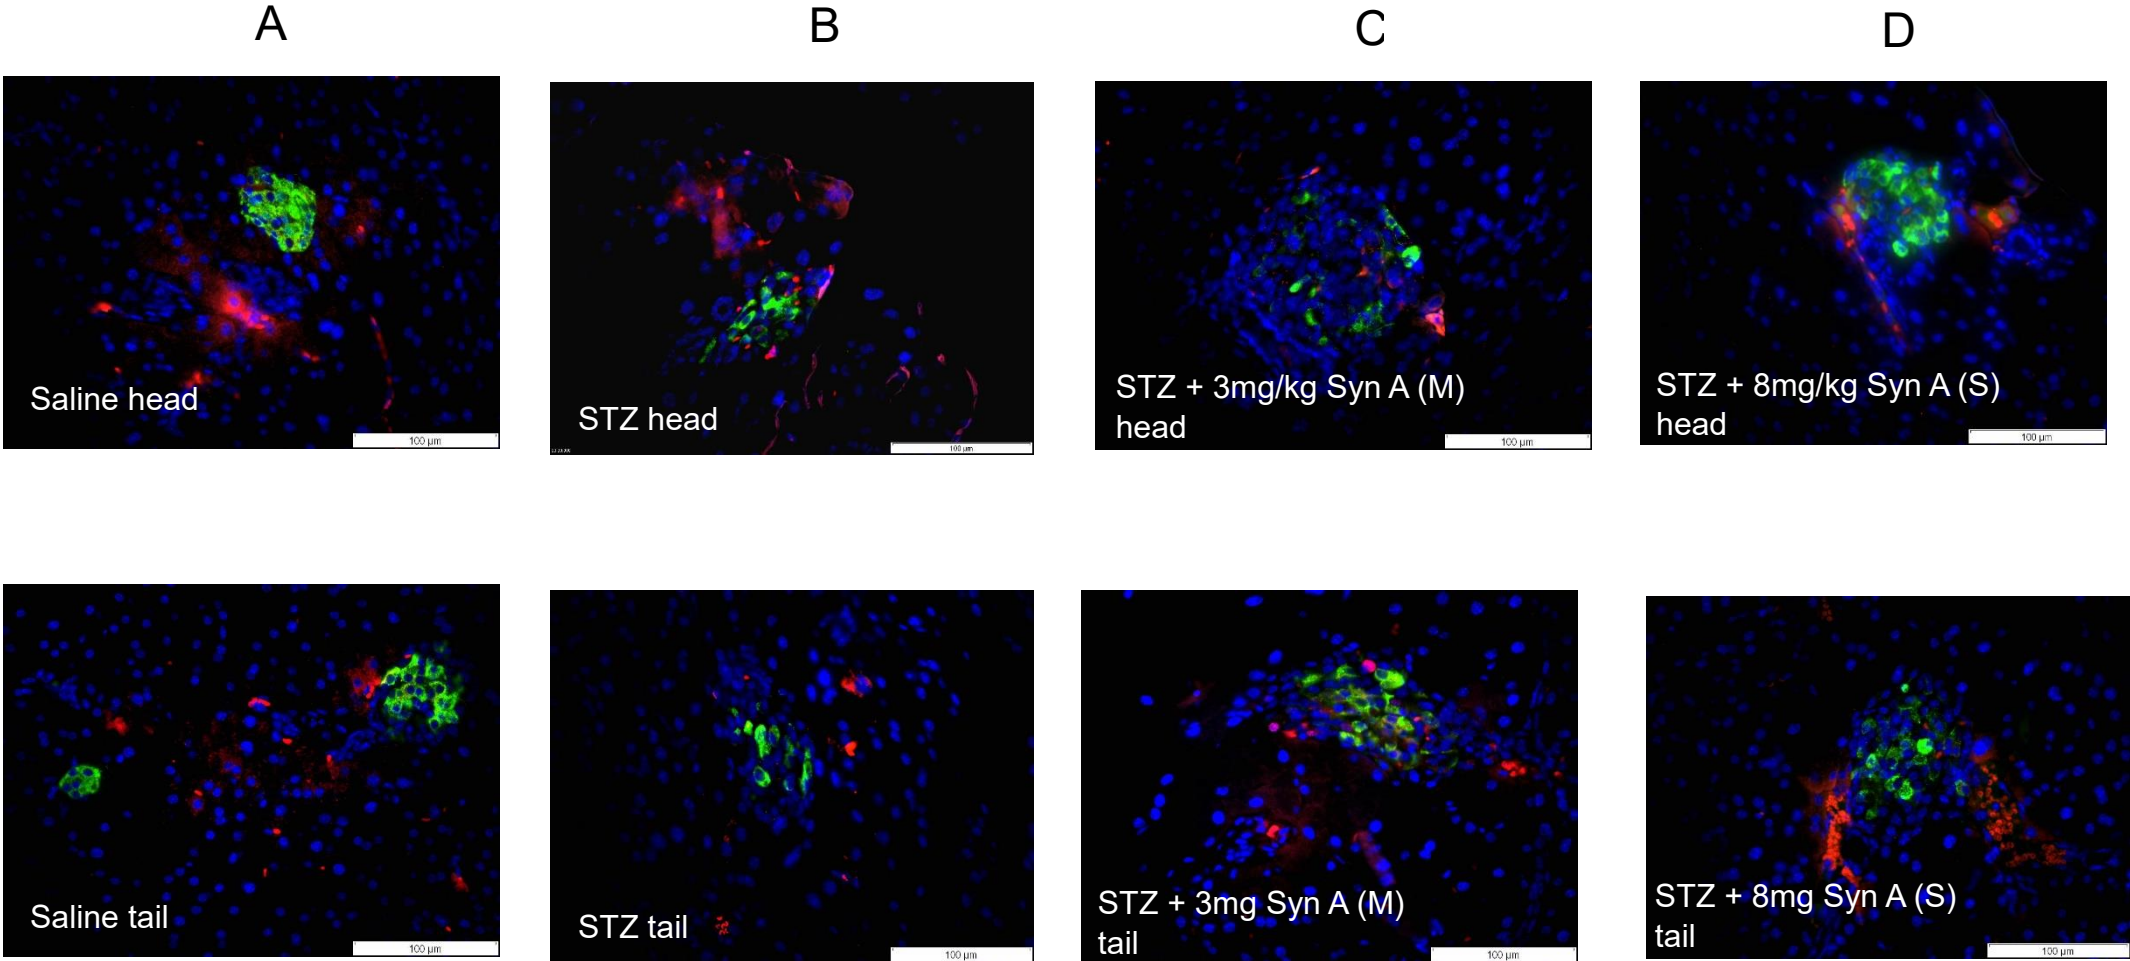 A
B
C
D
Saline head
100 µm
STZ head
100 µm
STZ + 3mg/kg Syn A (M)
head
100 µm
STZ + 8mg/kg Syn A (S)
head
100 µm
Saline tail
100 µm
STZ tail
100 µm
STZ + 3mg Syn A (M)
tail
100 µm
STZ + 8mg Syn A (S)
tail
100 µm